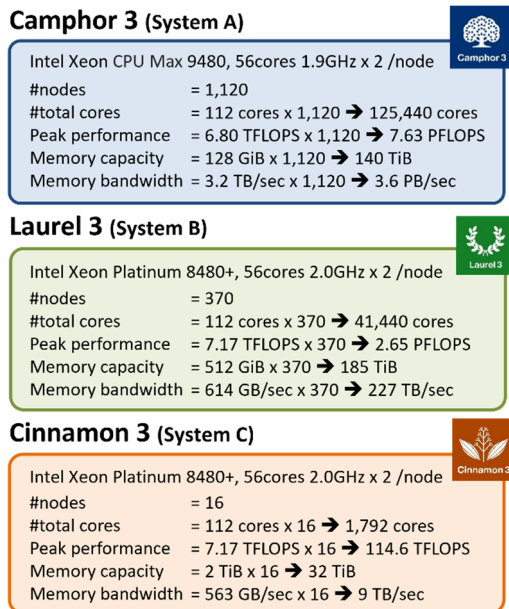 Camphor 3 (System A)
Camphor 3
Intel Xeon CPU Max 9480, 56cores 1.9GHz x 2 /node
#nodes = 1,120
#total cores = 112 cores x 1,120 ➔ 125,440 cores
Peak performance = 6.80 TFLOPS x 1,120 ➔ 7.63 PFLOPS
Memory capacity = 128 GiB x 1,120 ➔ 140 TiB
Memory bandwidth = 3.2 TB/sec x 1,120 ➔ 3.6 PB/sec
Laurel 3 (System B)
Laurel 3
Intel Xeon Platinum 8480+, 56cores 2.0GHz x 2 /node
#nodes = 370
#total cores = 112 cores x 370 ➔ 41,440 cores
Peak performance = 7.17 TFLOPS x 370 ➔ 2.65 PFLOPS
Memory capacity = 512 GiB x 370 ➔ 185 TiB
Memory bandwidth = 614 GB/sec x 370 ➔ 227 TB/sec
Cinnamon 3 (System C)
Cinnamon 3
Intel Xeon Platinum 8480+, 56cores 2.0GHz x 2 /node
#nodes = 16
#total cores = 112 cores x 16 ➔ 1,792 cores
Peak performance = 7.17 TFLOPS x 16 ➔ 114.6 TFLOPS
Memory capacity = 2 TiB x 16 ➔ 32 TiB
Memory bandwidth = 563 GB/sec x 16 ➔ 9 TB/sec